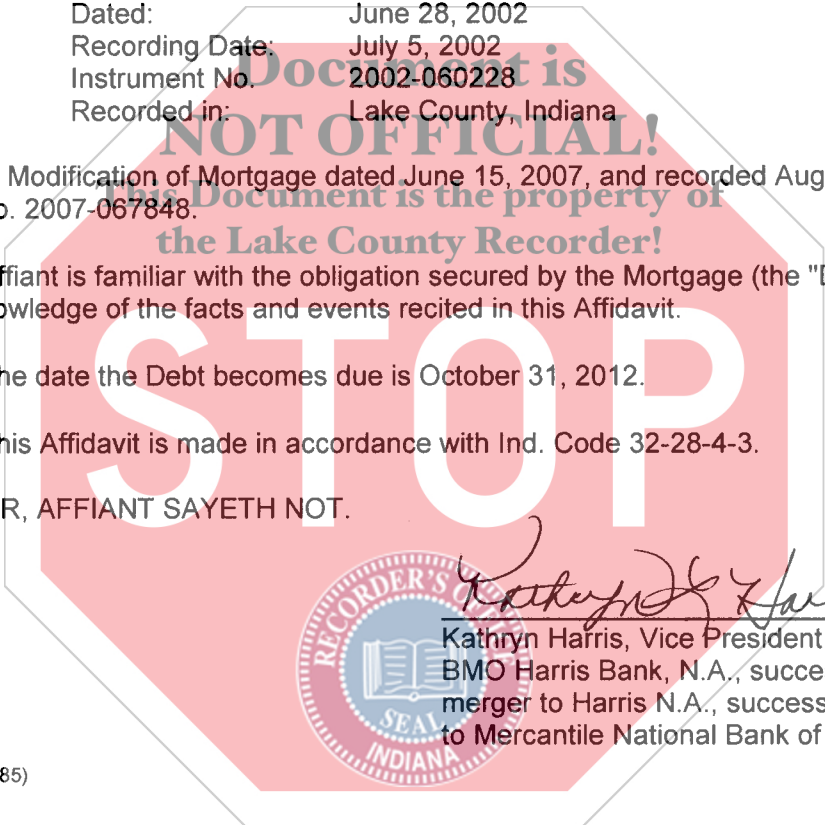 Dated: June 28, 2002
Recording Date: July 5, 2002
Document is
Instrument No. 2002-060228
Recorded in: Lake County, Indiana
NOT OFFICIAL!
Modification of Mortgage dated June 15, 2007, and recorded Aug
This Document is the property of
o. 2007-067848.
the Lake County Recorder!
ffiant is familiar with the obligation secured by the Mortgage (the "D
owledge of the facts and events recited in this Affidavit.
STOP
he date the Debt becomes due is October 31, 2012.
his Affidavit is made in accordance with Ind. Code 32-28-4-3.
R, AFFIANT SAYETH NOT.
Kathryn L Har
RECORDER'S OFFICE
SEAL
INDIANA
Kathryn Harris, Vice President
BMO Harris Bank, N.A., succe
merger to Harris N.A., success
to Mercantile National Bank of
85)